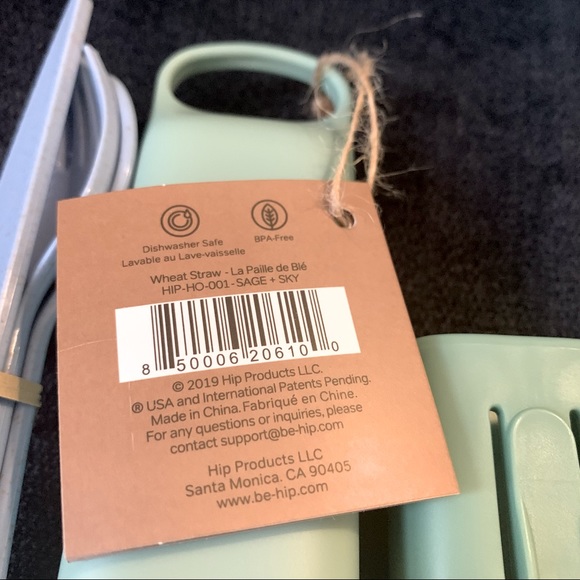 Dishwasher Safe
Lavable au Lave-vaisselle
BPA-Free
Wheat Straw - La Paille de Blé
HIP-HO-001-SAGE + SKY
8 50006 20610 0
© 2019 Hip Products LLC.
® USA and International Patents Pending.
Made in China. Fabriqué en Chine.
For any questions or inquiries, please
contact support@be-hip.com
Hip Products LLC
Santa Monica. CA 90405
www.be-hip.com